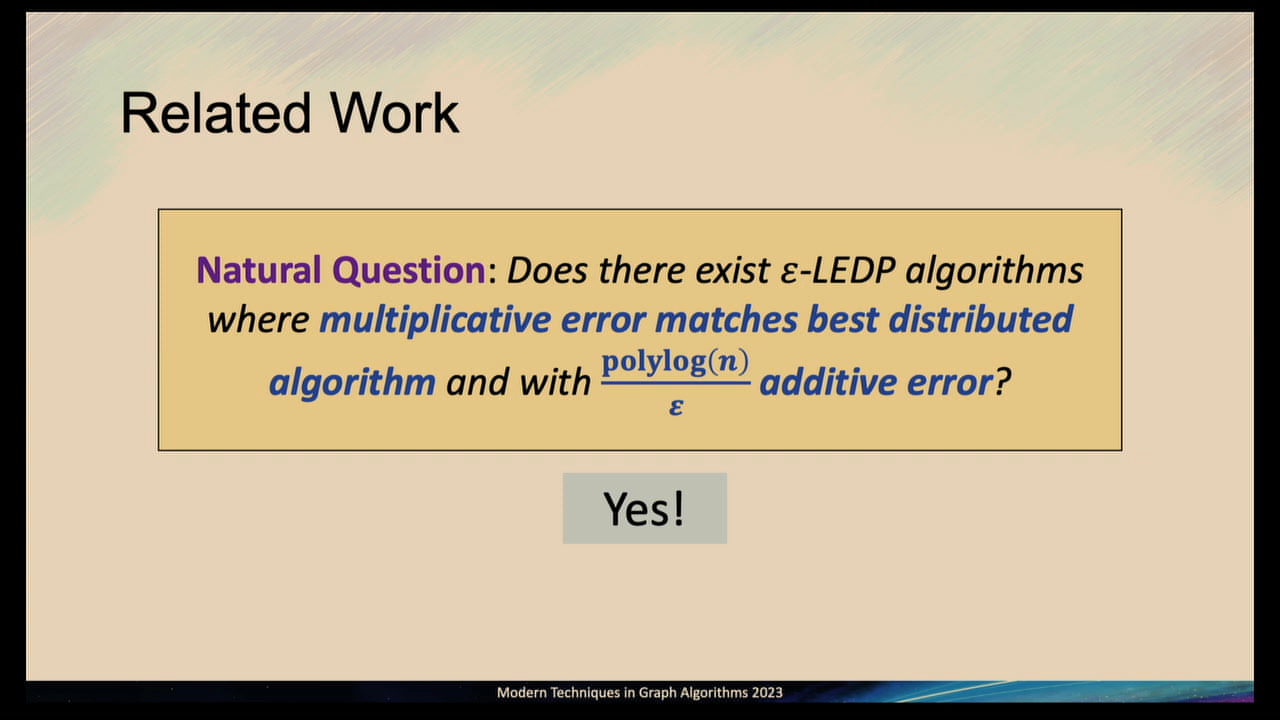 Related Work
Natural Question: Does there exist ε-LEDP algorithms
where multiplicative error matches best distributed
algorithm and with polylog(n)/ε additive error?
Yes!
Modern Techniques in Graph Algorithms 2023